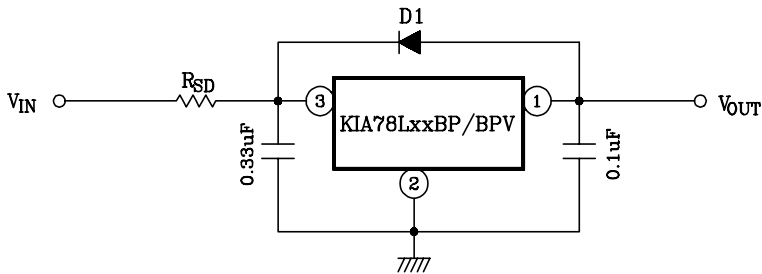 D1
VIN
RSD
3
KIA78LxxBP/BPV
1
VOUT
0.33uF
2
0.1uF